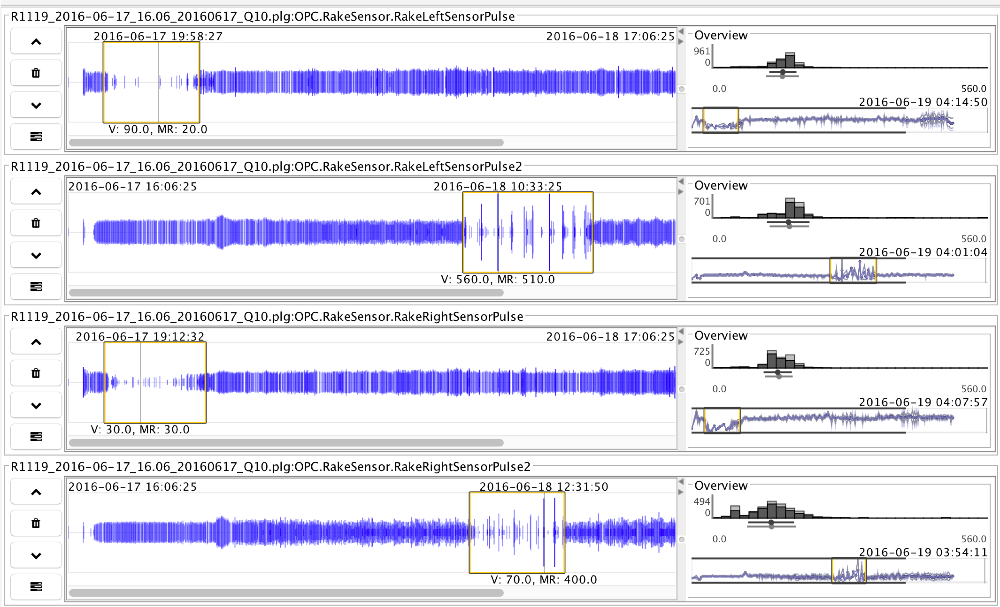 R1119_2016-06-17_16.06_20160617_Q10.plg:OPC.RakeSensor.RakeLeftSensorPulse
2016-06-17 19:58:27
2016-06-18 17:06:25
V: 90.0, MR: 20.0
Overview
961
0
0.0
560.0
2016-06-19 04:14:50
R1119_2016-06-17_16.06_20160617_Q10.plg:OPC.RakeSensor.RakeLeftSensorPulse2
2016-06-17 16:06:25
2016-06-18 10:33:25
V: 560.0, MR: 510.0
Overview
701
0
0.0
560.0
2016-06-19 04:01:04
R1119_2016-06-17_16.06_20160617_Q10.plg:OPC.RakeSensor.RakeRightSensorPulse
2016-06-17 19:12:32
2016-06-18 17:06:25
V: 30.0, MR: 30.0
Overview
725
0
0.0
560.0
2016-06-19 04:07:57
R1119_2016-06-17_16.06_20160617_Q10.plg:OPC.RakeSensor.RakeRightSensorPulse2
2016-06-17 16:06:25
2016-06-18 12:31:50
V: 70.0, MR: 400.0
Overview
494
0
0.0
560.0
2016-06-19 03:54:11